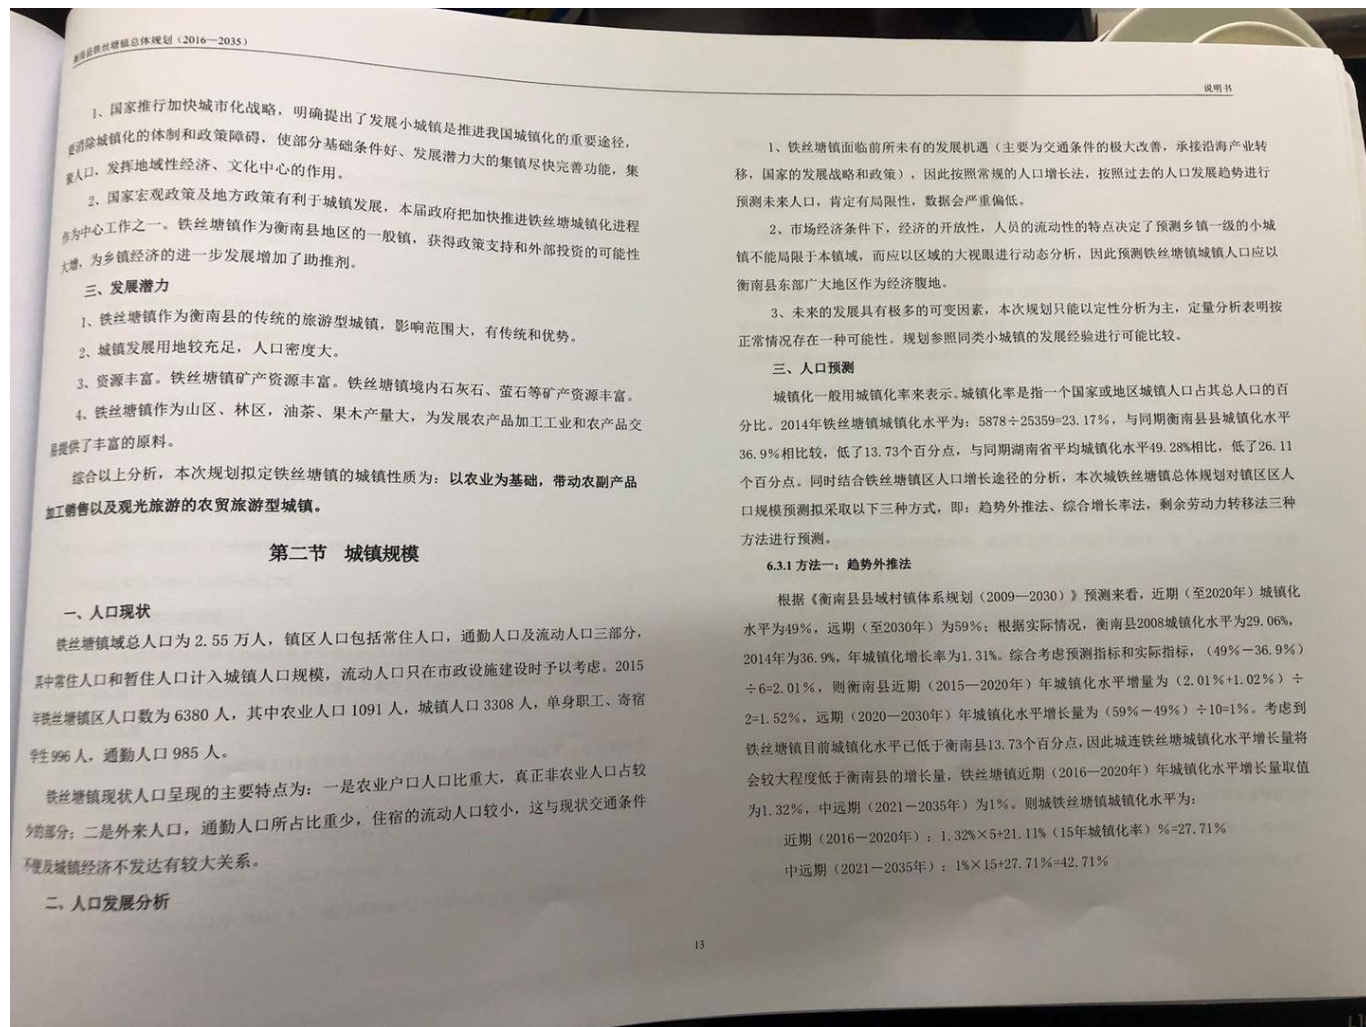 衡南县铁丝塘镇总体规划（2016—2035）
说明书
1、国家推行加快城市化战略，明确提出了发展小城镇是推进我国城镇化的重要途径，
要消除城镇化的体制和政策障碍，使部分基础条件好、发展潜力大的集镇尽快完善功能，集
聚人口，发挥地域性经济、文化中心的作用。
2、国家宏观政策及地方政策有利于城镇发展，本届政府把加快推进铁丝塘城镇化进程
作为中心工作之一。铁丝塘镇作为衡南县地区的一般镇，获得政策支持和外部投资的可能性
大增，为乡镇经济的进一步发展增加了助推剂。
三、发展潜力
1、铁丝塘镇作为衡南县的传统的旅游型城镇，影响范围大，有传统和优势。
2、城镇发展用地较充足，人口密度大。
3、资源丰富。铁丝塘镇矿产资源丰富。铁丝塘镇境内石灰石、萤石等矿产资源丰富。
4、铁丝塘镇作为山区、林区，油茶、果木产量大，为发展农产品加工工业和农产品交
易提供了丰富的原料。
综合以上分析，本次规划拟定铁丝塘镇的城镇性质为：以农业为基础，带动农副产品
加工销售以及观光旅游的农贸旅游型城镇。
第二节 城镇规模
一、人口现状
铁丝塘镇域总人口为 2.55 万人，镇区人口包括常住人口，通勤人口及流动人口三部分，
其中常住人口和暂住人口计入城镇人口规模，流动人口只在市政设施建设时予以考虑。2015
年铁丝塘镇区人口数为 6380 人，其中农业人口 1091 人，城镇人口 3308 人，单身职工、寄宿
学生 996 人，通勤人口 985 人。
铁丝塘镇现状人口呈现的主要特点为：一是农业户口人口比重大，真正非农业人口占较
少的部分；二是外来人口，通勤人口所占比重少，住宿的流动人口较小，这与现状交通条件
不便及城镇经济不发达有较大关系。
二、人口发展分析
1、铁丝塘镇面临前所未有的发展机遇（主要为交通条件的极大改善，承接沿海产业转
移，国家的发展战略和政策），因此按照常规的人口增长法，按照过去的人口发展趋势进行
预测未来人口，肯定有局限性，数据会严重偏低。
2、市场经济条件下，经济的开放性，人员的流动性的特点决定了预测乡镇一级的小城
镇不能局限于本镇域，而应以区域的大视眼进行动态分析，因此预测铁丝塘镇城镇人口应以
衡南县东部广大地区作为经济腹地。
3、未来的发展具有极多的可变因素，本次规划只能以定性分析为主，定量分析表明按
正常情况存在一种可能性。规划参照同类小城镇的发展经验进行可能比较。
三、人口预测
城镇化一般用城镇化率来表示。城镇化率是指一个国家或地区城镇人口占其总人口的百
分比。2014年铁丝塘镇城镇化水平为：5878÷25359=23.17%，与同期衡南县县城镇化水平
36.9%相比较，低了13.73个百分点，与同期湖南省平均城镇化水平49.28%相比，低了26.11
个百分点。同时结合铁丝塘镇区人口增长途径的分析，本次城铁丝塘镇总体规划对镇区区人
口规模预测拟采取以下三种方式，即：趋势外推法、综合增长率法，剩余劳动力转移法三种
方法进行预测。
6.3.1 方法一：趋势外推法
根据《衡南县县域村镇体系规划（2009—2030）》预测来看，近期（至2020年）城镇化
水平为49%，远期（至2030年）为59%；根据实际情况，衡南县2008城镇化水平为29.06%，
2014年为36.9%，年城镇化增长率为1.31%。综合考虑预测指标和实际指标，（49%－36.9%）
÷6=2.01%，则衡南县近期（2015—2020年）年城镇化水平增量为（2.01%+1.02%）÷
2=1.52%，远期（2020—2030年）年城镇化水平增长量为（59%－49%）÷10=1%。考虑到
铁丝塘镇目前城镇化水平已低于衡南县13.73个百分点，因此城连铁丝塘城镇化水平增长量将
会较大程度低于衡南县的增长量，铁丝塘镇近期（2016—2020年）年城镇化水平增长量取值
为1.32%，中远期（2021－2035年）为1%。则城铁丝塘镇城镇化水平为：
近期（2016－2020年）：1.32%×5+21.11%（15年城镇化率）%=27.71%
中远期（2021－2035年）：1%×15+27.71%=42.71%
13